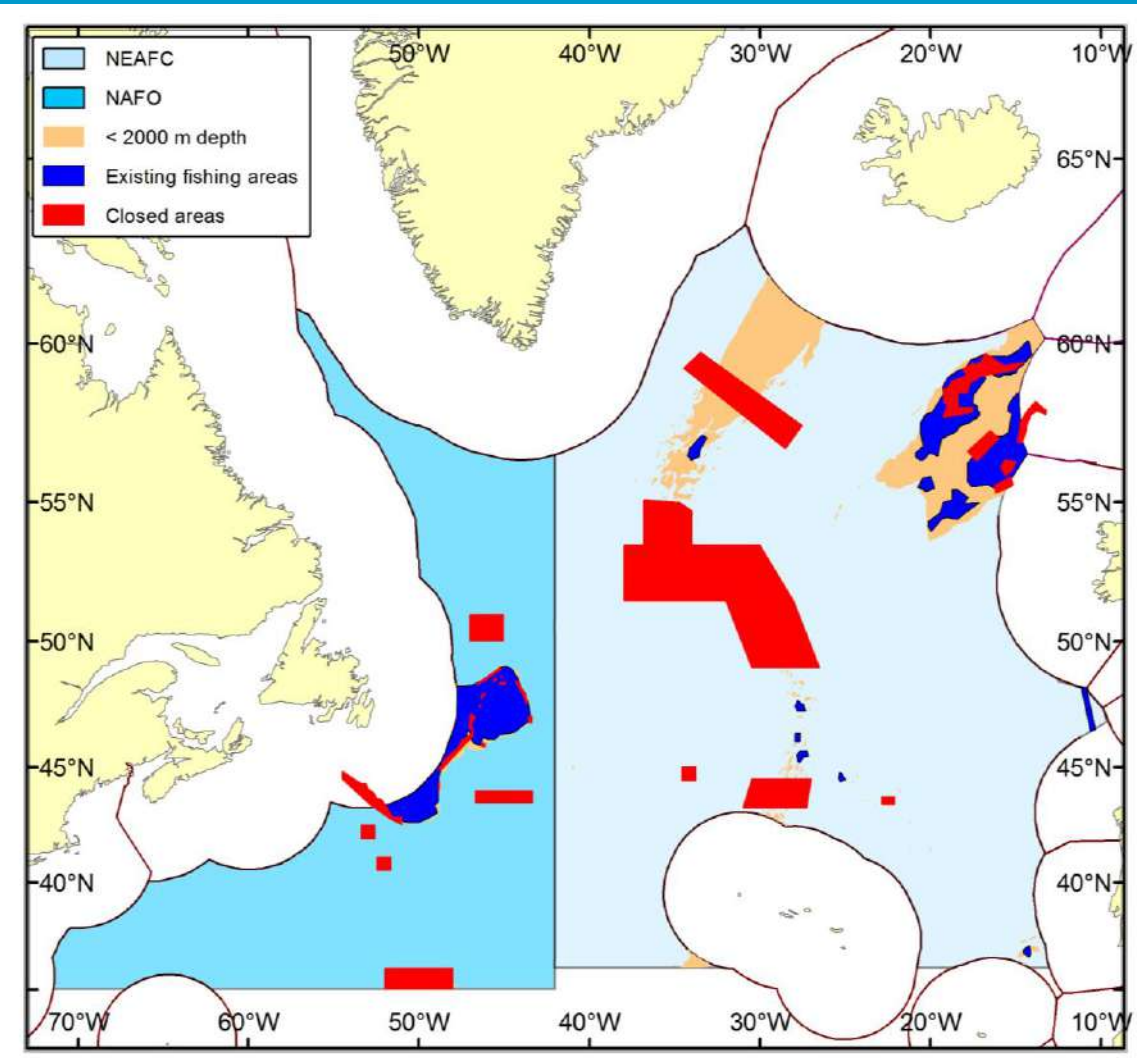 50°W 40°W 30°W 20°W 10°W
NEAFC
NAFO
< 2000 m depth
Existing fishing areas
Closed areas
65°N
60°N 60°N
55°N 55°N
50°N 50°N
45°N 45°N
40°N 40°N
70°W 60°W 50°W 40°W 30°W 20°W 10°W